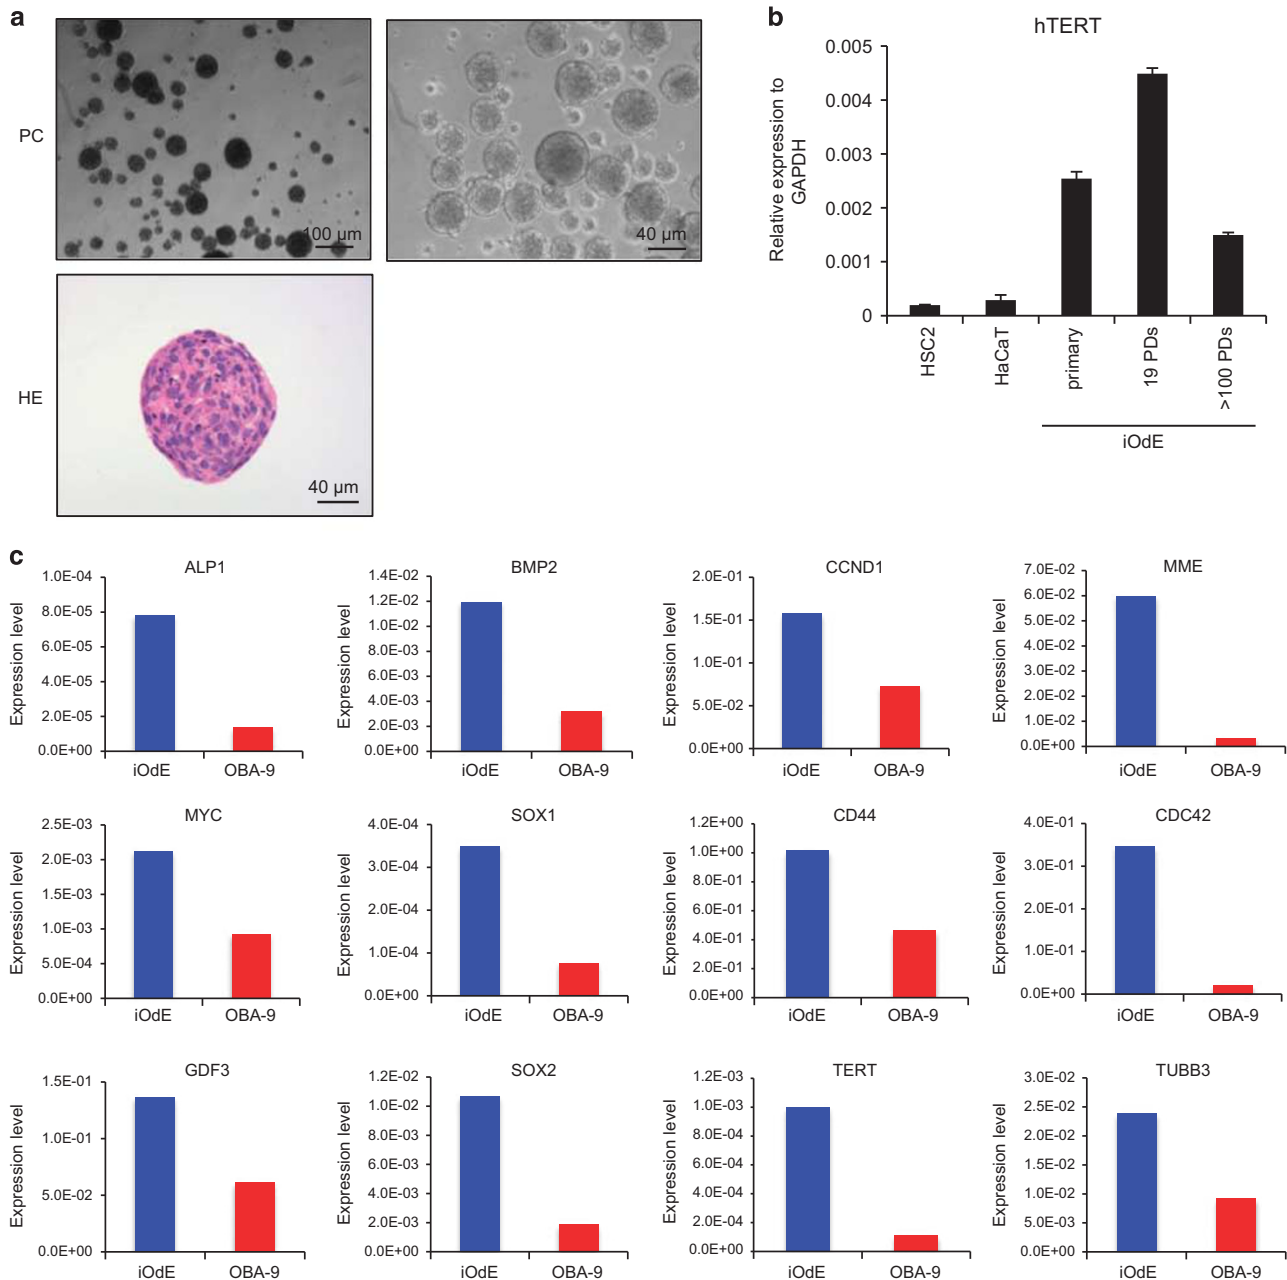 a
PC
100 μm
40 μm
HE
40 μm
b
hTERT
Relative expression to
GAPDH
0.005
0.004
0.003
0.002
0.001
0
HSC2
HaCaT
primary
19 PDs
>100 PDs
iOdE
c
ALP1
Expression level
1.0E-04
8.0E-05
6.0E-05
4.0E-05
2.0E-05
0.0E+00
iOdE OBA-9
BMP2
Expression level
1.4E-02
1.2E-02
1.0E-02
8.0E-03
6.0E-03
4.0E-03
2.0E-03
0.0E+00
iOdE OBA-9
CCND1
Expression level
2.0E-01
1.5E-01
1.0E-01
5.0E-02
0.0E+00
iOdE OBA-9
MME
Expression level
7.0E-02
6.0E-02
5.0E-02
4.0E-02
3.0E-02
2.0E-02
1.0E-02
0.0E+00
iOdE OBA-9
MYC
Expression level
2.5E-03
2.0E-03
1.5E-03
1.0E-03
5.0E-04
0.0E+00
iOdE OBA-9
SOX1
Expression level
4.0E-04
3.0E-04
2.0E-04
1.0E-04
0.0E+00
iOdE OBA-9
CD44
Expression level
1.2E+00
1.0E+00
8.0E-01
6.0E-01
4.0E-01
2.0E-01
0.0E+00
iOdE OBA-9
CDC42
Expression level
4.0E-01
3.0E-01
2.0E-01
1.0E-01
0.0E+00
iOdE OBA-9
GDF3
Expression level
1.5E-01
1.0E-01
5.0E-02
0.0E+00
iOdE OBA-9
SOX2
Expression level
1.2E-02
1.0E-02
8.0E-03
6.0E-03
4.0E-03
2.0E-03
0.0E+00
iOdE OBA-9
TERT
Expression level
1.2E-03
1.0E-03
8.0E-04
6.0E-04
4.0E-04
2.0E-04
0.0E+00
iOdE OBA-9
TUBB3
Expression level
3.0E-02
2.5E-02
2.0E-02
1.5E-02
1.0E-02
5.0E-03
0.0E+00
iOdE OBA-9